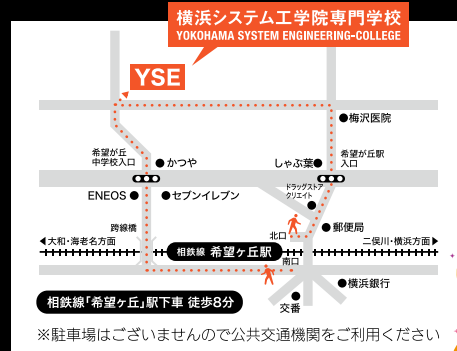 横浜システム工学院専門学校
YOKOHAMA SYSTEM ENGINEERING-COLLEGE
YSE
梅沢医院
希望が丘
中学校入口
かつや
しゃぶ葉
希望が丘駅
入口
ENEOS
セブンイレブン
ドラッグストア
クリエイト
跨線橋
北口
郵便局
大和・海老名方面
相鉄線 希望ヶ丘駅
二俣川・横浜方面
南口
横浜銀行
相鉄線「希望ヶ丘」駅下車 徒歩8分
交番
※駐車場はございませんので公共交通機関をご利用ください